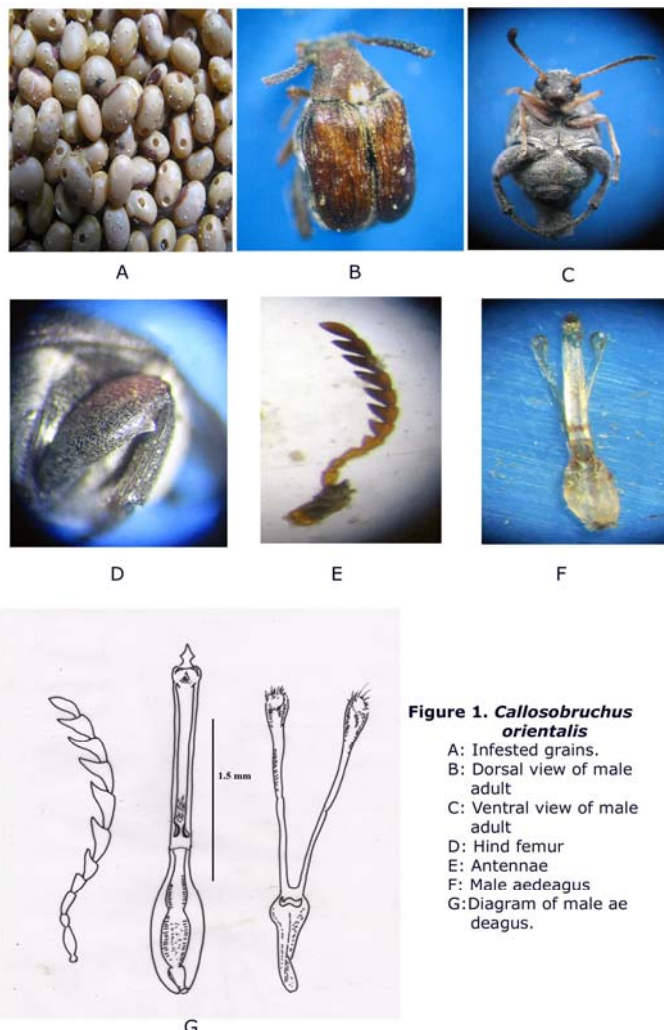 A
B
C
D
E
F
1.5 mm
G
Figure 1. Callosobruchus
orientalis
A: Infested grains.
B: Dorsal view of male
adult
C: Ventral view of male
adult
D: Hind femur
E: Antennae
F: Male aedeagus
G:Diagram of male ae
deagus.